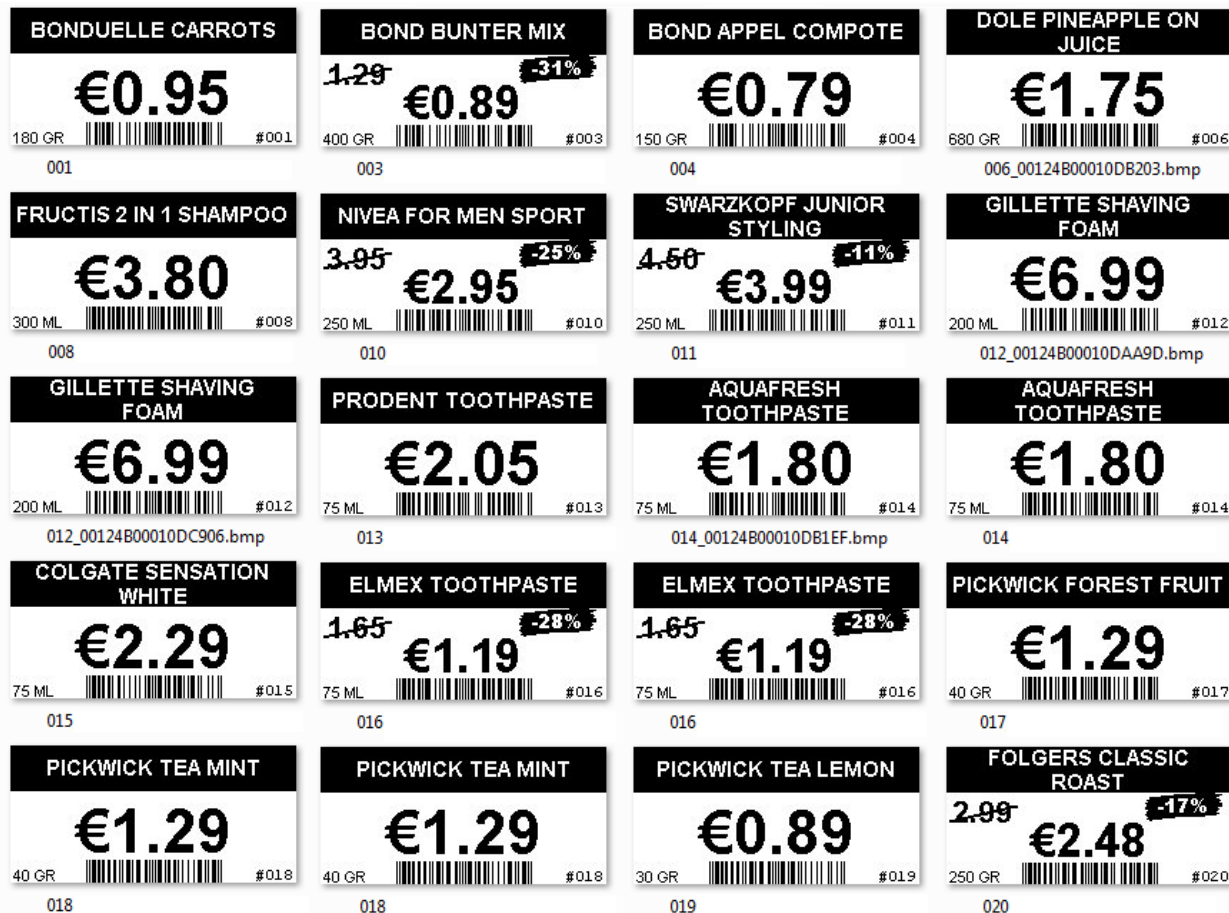 BONDUELLE CARROTS
€0.95
180 GR #001
001
BOND BUNTER MIX
1.29 -31%
€0.89
400 GR #003
003
BOND APPEL COMPOTE
€0.79
150 GR #004
004
DOLE PINEAPPLE ON
JUICE
€1.75
680 GR #006
006_00124B00010DB203.bmp
FRUCTIS 2 IN 1 SHAMPOO
€3.80
300 ML #008
008
NIVEA FOR MEN SPORT
3.95 -25%
€2.95
250 ML #010
010
SWARZKOPF JUNIOR
STYLING
4.50 -11%
€3.99
250 ML #011
011
GILLETTE SHAVING
FOAM
€6.99
200 ML #012
012_00124B00010DAA9D.bmp
GILLETTE SHAVING
FOAM
€6.99
200 ML #012
012_00124B00010DC906.bmp
PRODENT TOOTHPASTE
€2.05
75 ML #013
013
AQUAFRESH
TOOTHPASTE
€1.80
75 ML #014
014_00124B00010DB1EF.bmp
AQUAFRESH
TOOTHPASTE
€1.80
75 ML #014
014
COLGATE SENSATION
WHITE
€2.29
75 ML #015
015
ELMEX TOOTHPASTE
1.65 -28%
€1.19
75 ML #016
016
ELMEX TOOTHPASTE
1.65 -28%
€1.19
75 ML #016
016
PICKWICK FOREST FRUIT
€1.29
40 GR #017
017
PICKWICK TEA MINT
€1.29
40 GR #018
018
PICKWICK TEA MINT
€1.29
40 GR #018
018
PICKWICK TEA LEMON
€0.89
30 GR #019
019
FOLGERS CLASSIC
ROAST
2.99 -17%
€2.48
250 GR #020
020